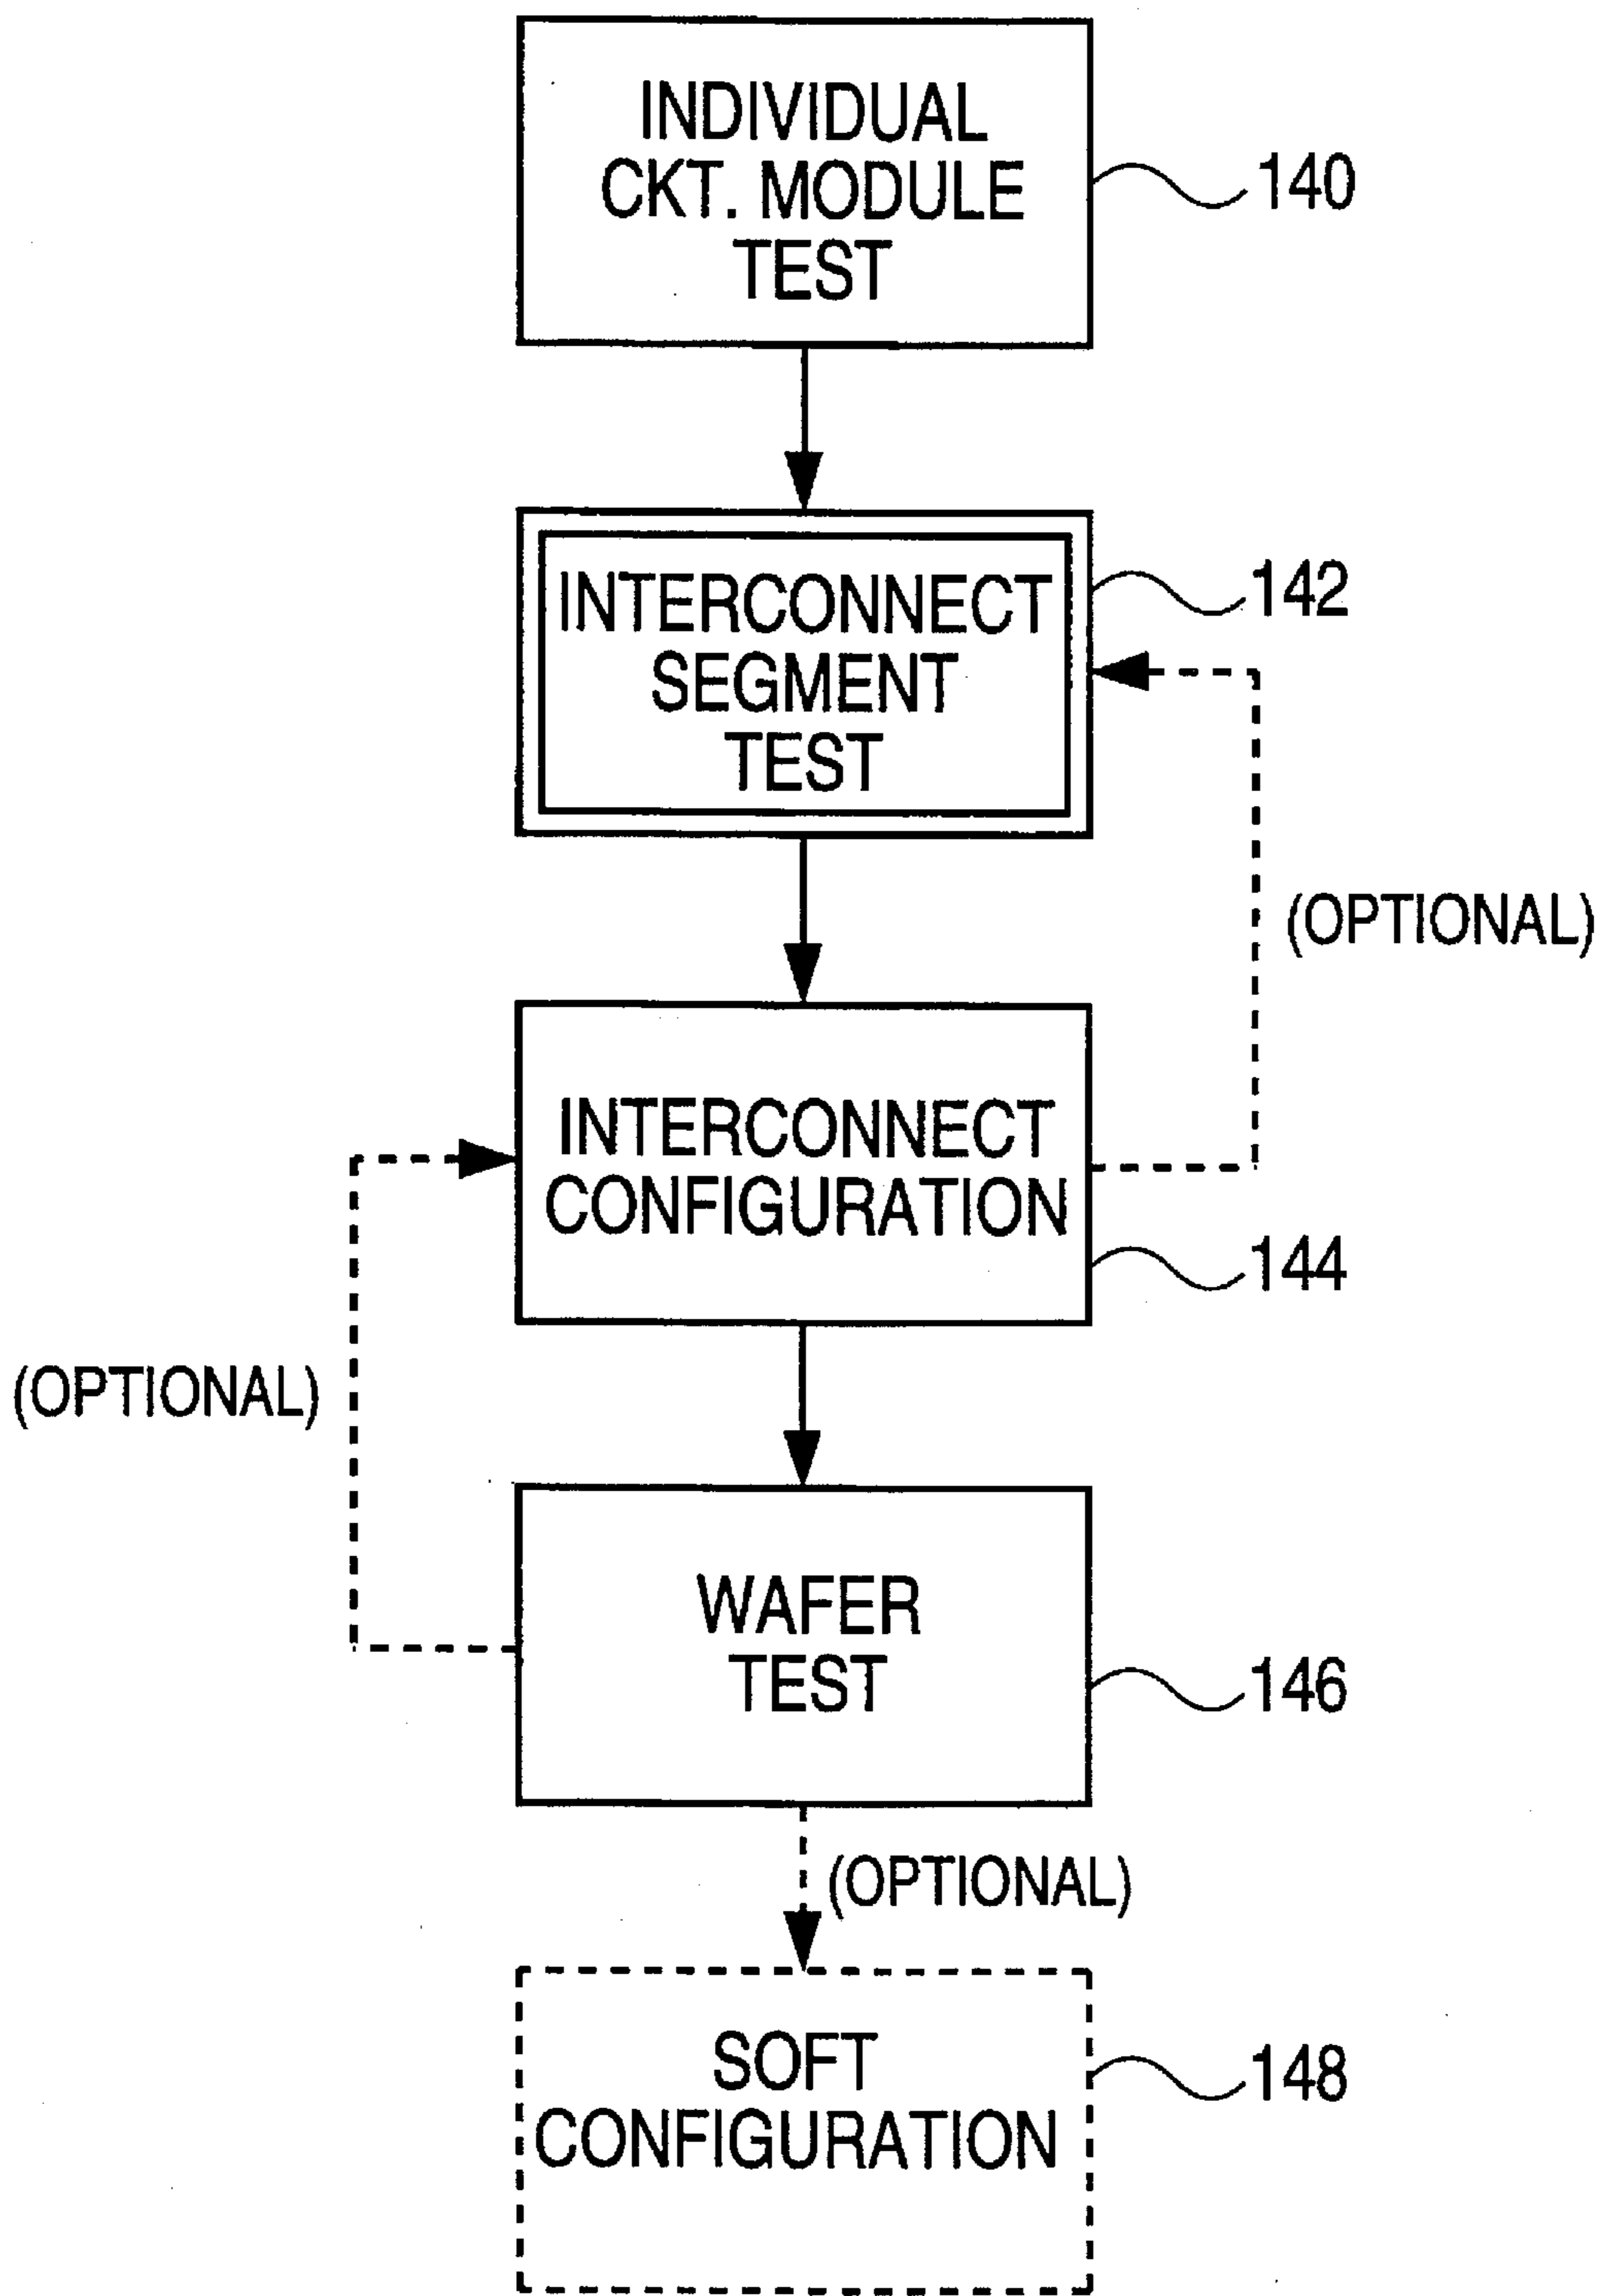 INDIVIDUAL
CKT. MODULE
TEST
140
INTERCONNECT
SEGMENT
TEST
142
(OPTIONAL)
INTERCONNECT
CONFIGURATION
144
(OPTIONAL)
WAFER
TEST
146
(OPTIONAL)
SOFT
CONFIGURATION
148